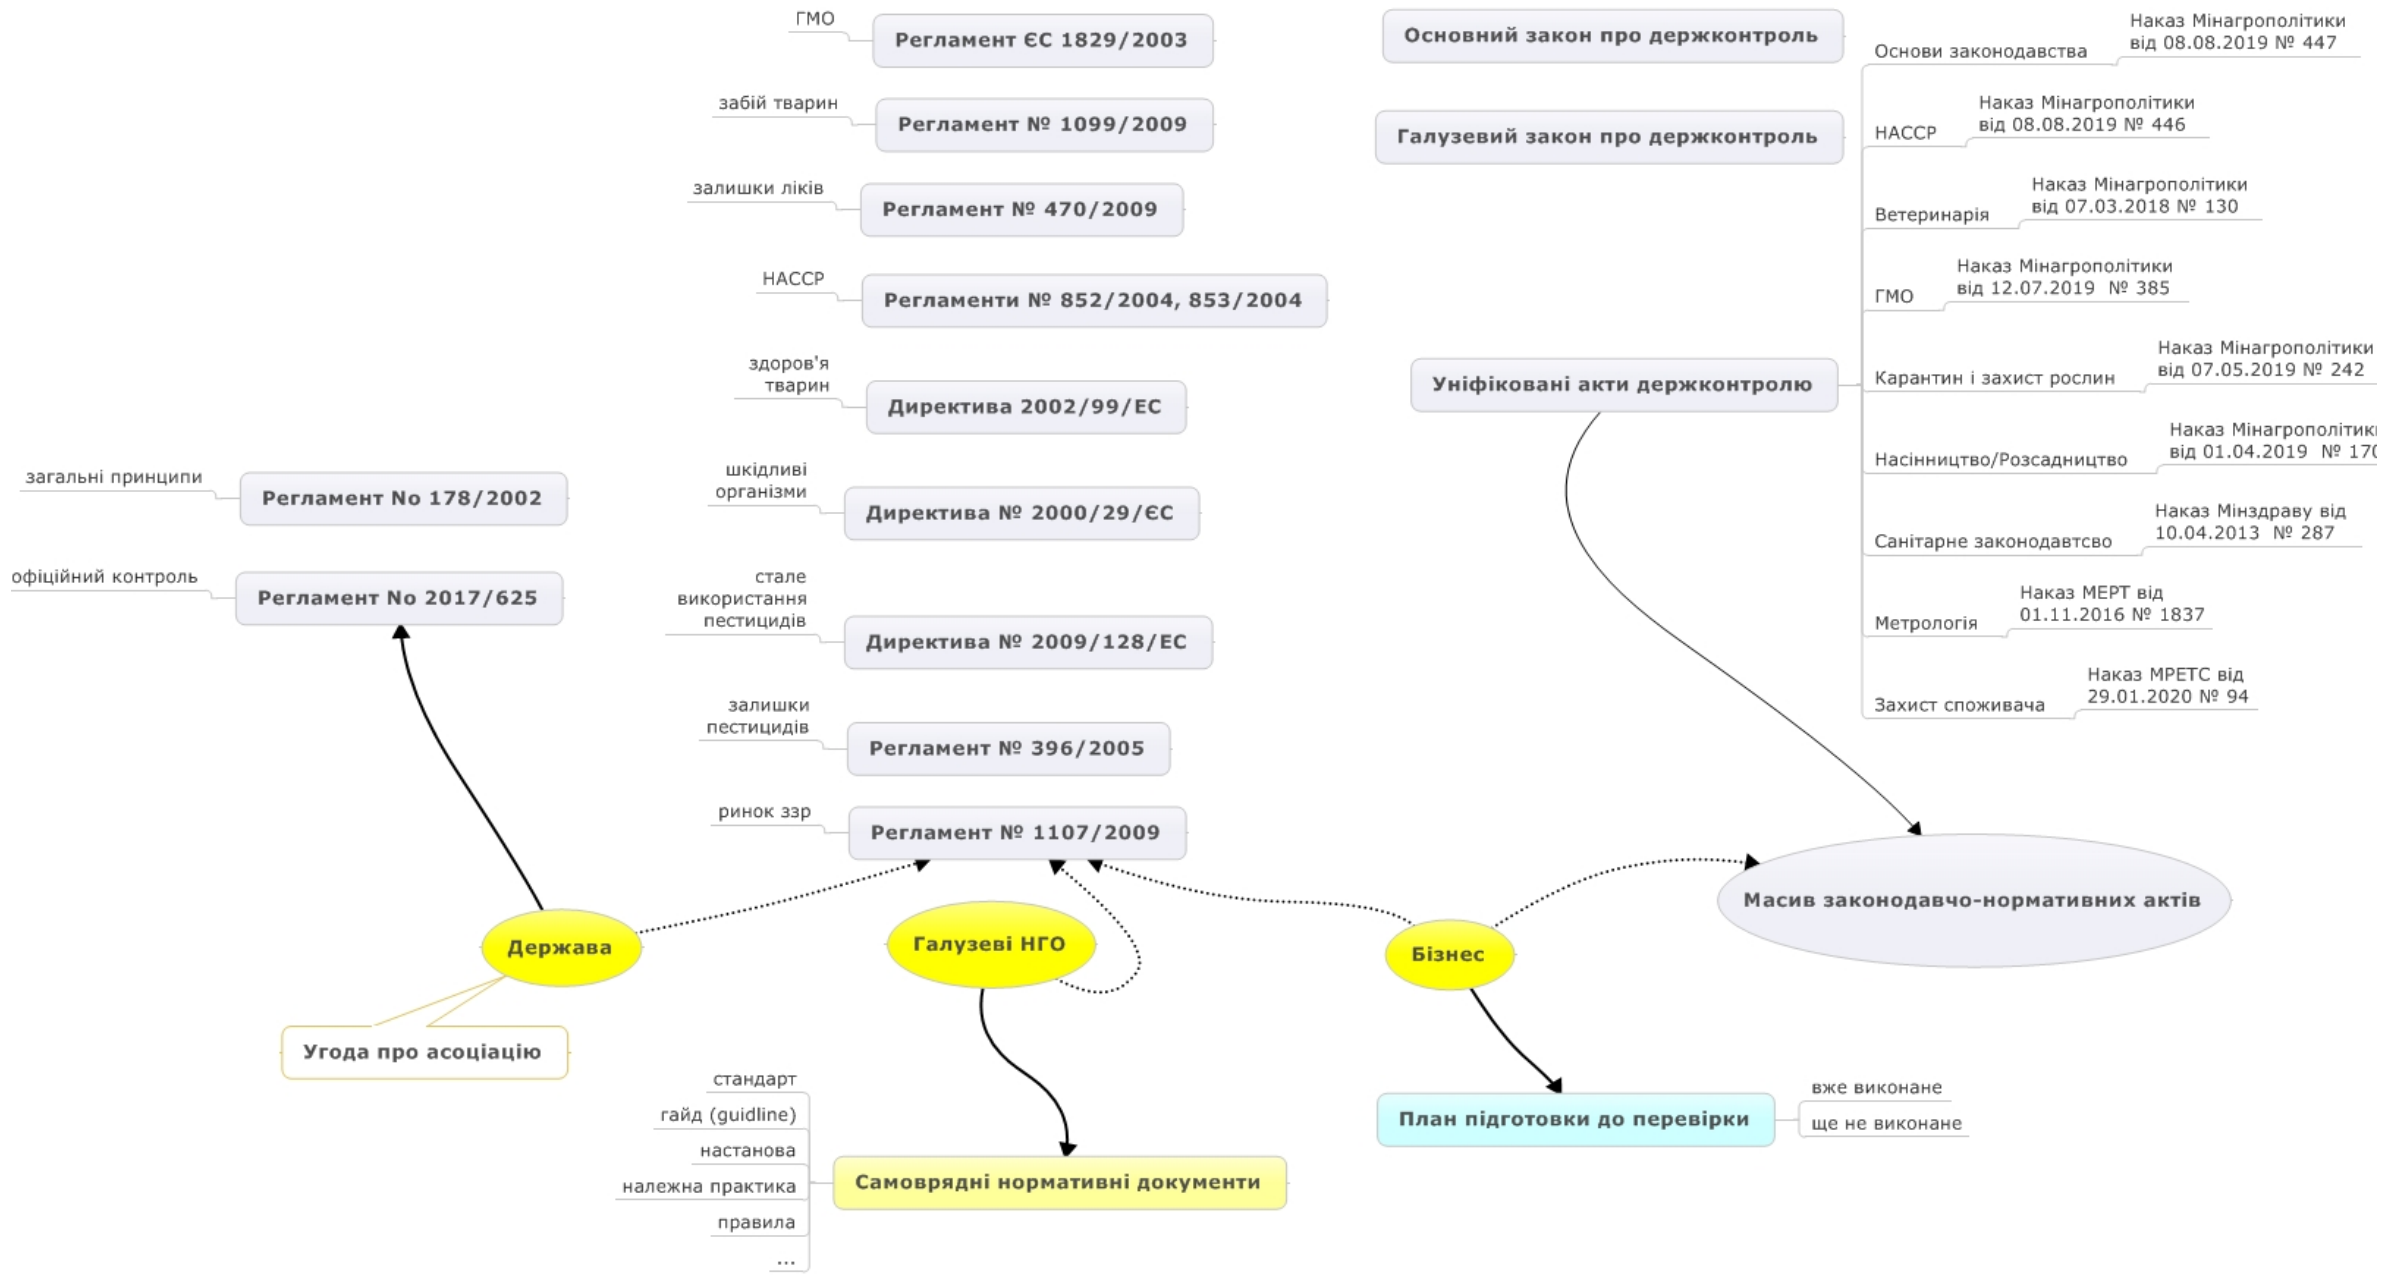 ГМО
Регламент ЄС 1829/2003
забій тварин
Регламент № 1099/2009
залишки ліків
Регламент № 470/2009
НАССР
Регламенти № 852/2004, 853/2004
здоров'я
тварин
Директива 2002/99/ЕС
шкідливі
організми
Директива № 2000/29/ЄС
стале
використання
пестицидів
Директива № 2009/128/ЕС
залишки
пестицидів
Регламент № 396/2005
ринок ззр
Регламент № 1107/2009
загальні принципи
Регламент No 178/2002
офіційний контроль
Регламент No 2017/625
Держава
Угода про асоціацію
Галузеві НГО
стандарт
гайд (guidline)
настанова
належна практика
правила
...
Самоврядні нормативні документи
Бізнес
План підготовки до перевірки
вже виконане
ще не виконане
Основний закон про держконтроль
Галузевий закон про держконтроль
Уніфіковані акти держконтролю
Основи законодавства
Наказ Мінагрополітики
від 08.08.2019 № 447
НАССР
Наказ Мінагрополітики
від 08.08.2019 № 446
Ветеринарія
Наказ Мінагрополітики
від 07.03.2018 № 130
ГМО
Наказ Мінагрополітики
від 12.07.2019 № 385
Карантин і захист рослин
Наказ Мінагрополітики
від 07.05.2019 № 242
Насінництво/Розсадництво
Наказ Мінагрополітик
від 01.04.2019 № 170
Санітарне законодавтсво
Наказ Мінздраву від
10.04.2013 № 287
Метрологія
Наказ МЕРТ від
01.11.2016 № 1837
Захист споживача
Наказ МРЕТС від
29.01.2020 № 94
Масив законодавчо-нормативних актів